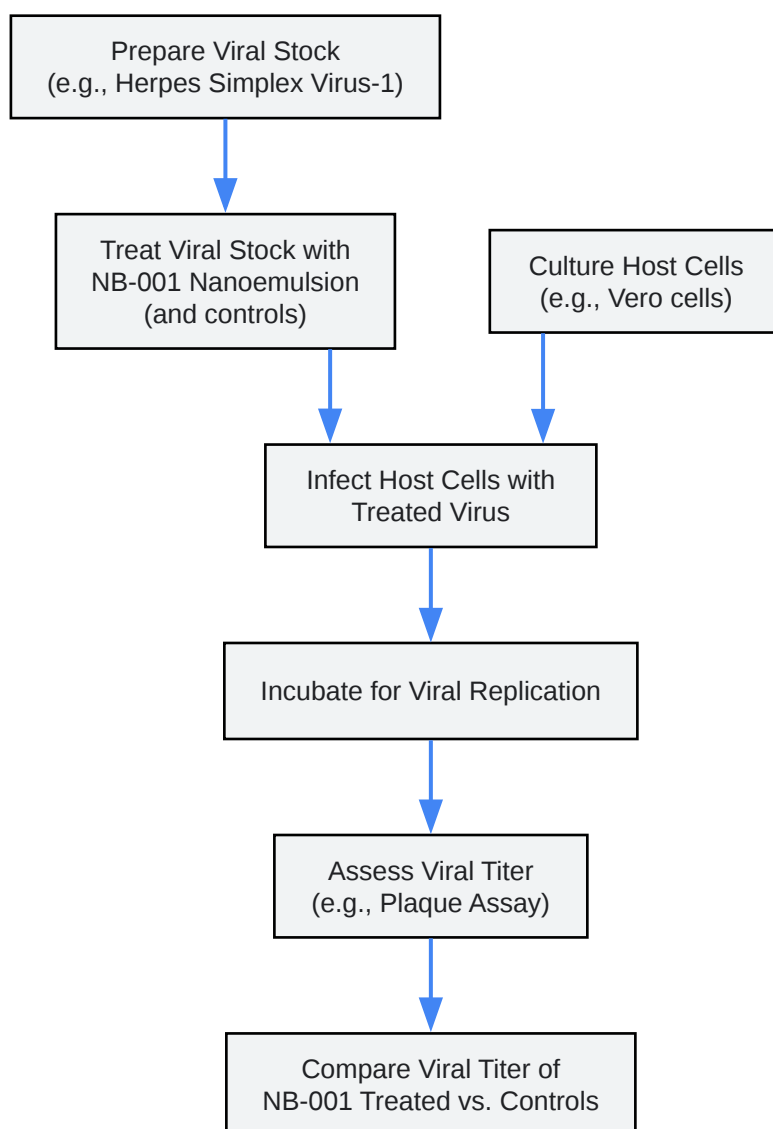 Prepare Viral Stock
(e.g., Herpes Simplex Virus-1)
Treat Viral Stock with
NB-001 Nanoemulsion
(and controls)
Culture Host Cells
(e.g., Vero cells)
Infect Host Cells with
Treated Virus
Incubate for Viral Replication
Assess Viral Titer
(e.g., Plaque Assay)
Compare Viral Titer of
NB-001 Treated vs. Controls